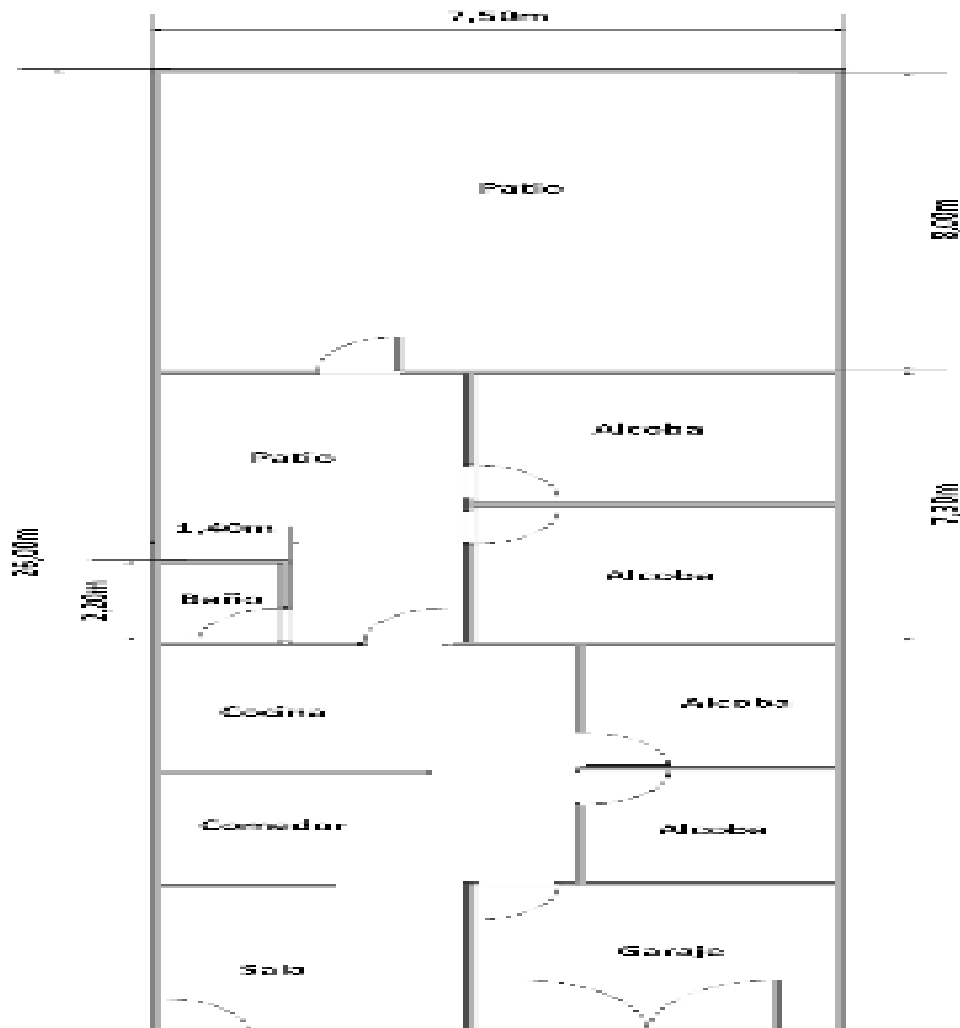 7,50m
Patio
8,00m
Alcoba
Patio
7,30m
1,40m
26,00m
Alcoba
Baño
2,20m
Alcoba
Cocina
Comedor
Alcoba
Garaje
Sala